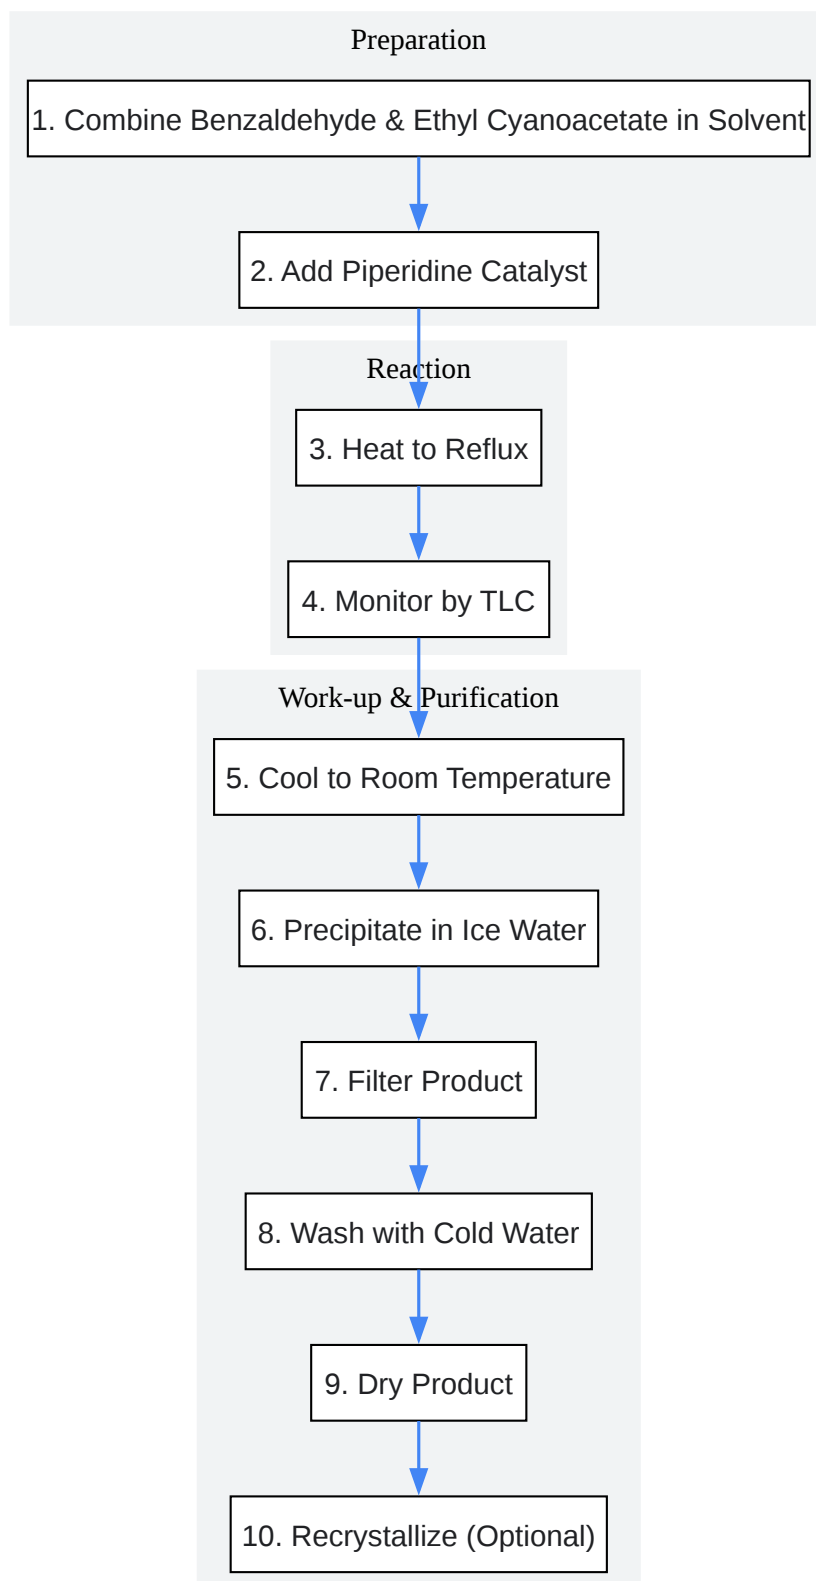 Preparation
1. Combine Benzaldehyde & Ethyl Cyanoacetate in Solvent
2. Add Piperidine Catalyst
Reaction
3. Heat to Reflux
4. Monitor by TLC
Work-up & Purification
5. Cool to Room Temperature
6. Precipitate in Ice Water
7. Filter Product
8. Wash with Cold Water
9. Dry Product
10. Recrystallize (Optional)